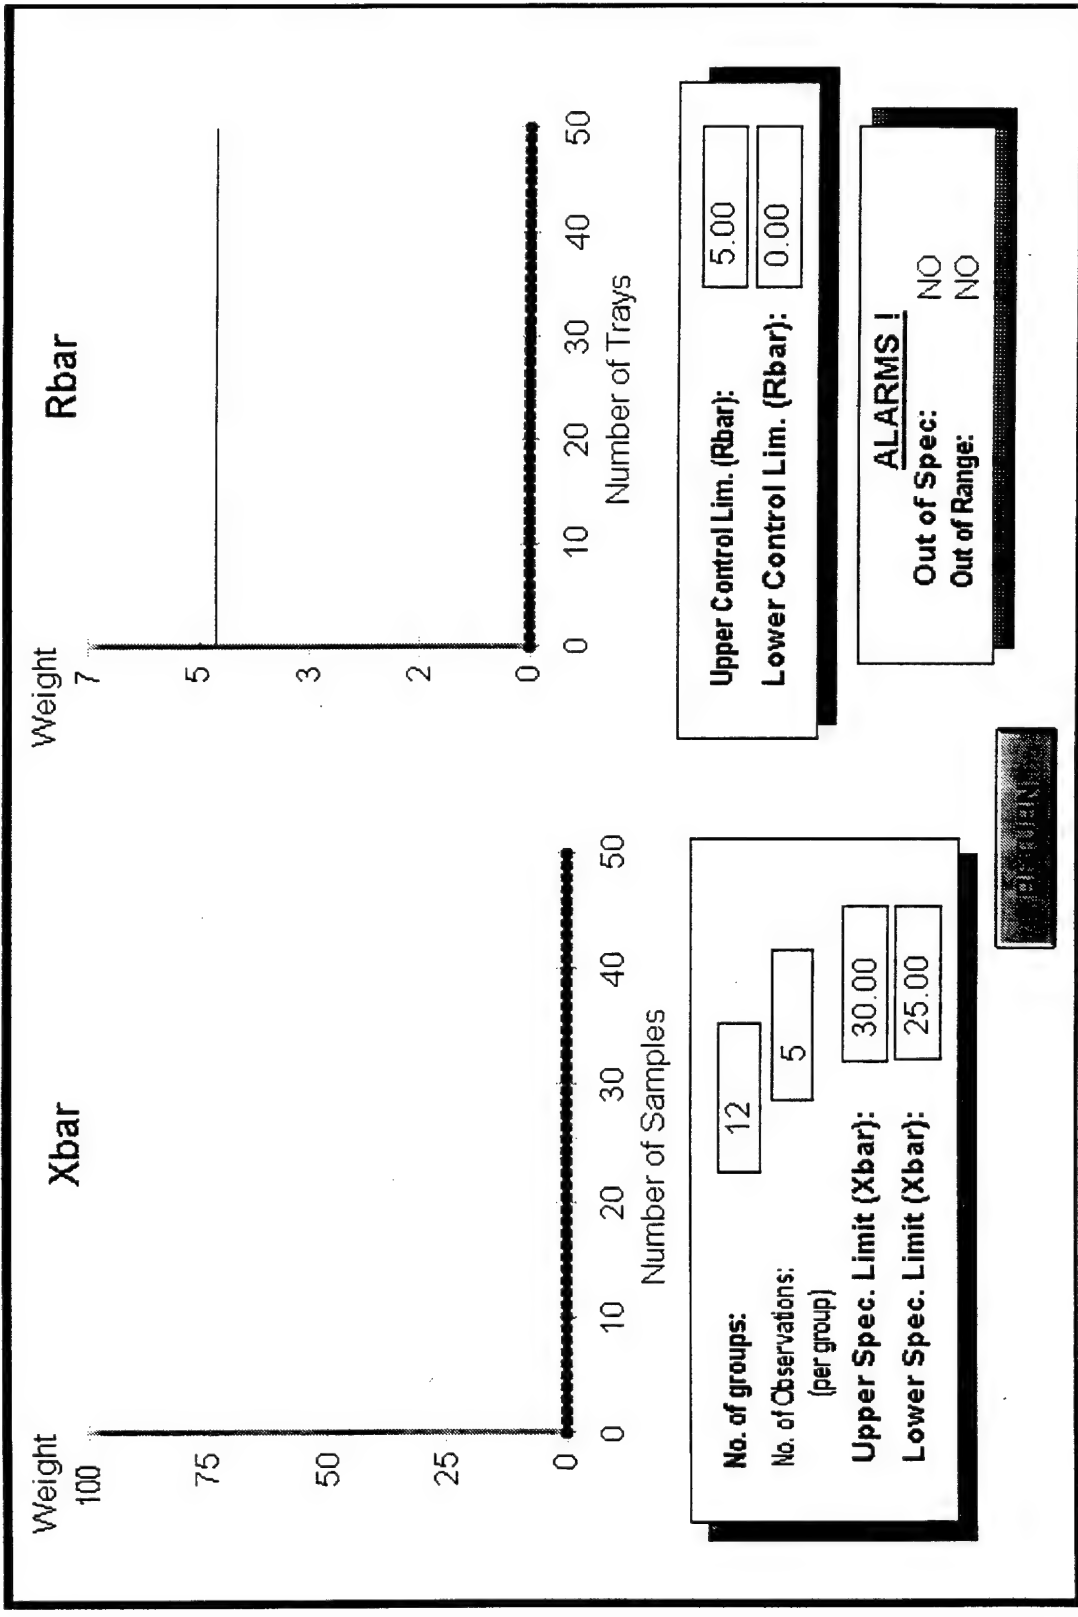 Xbar
Weight
100
75
50
25
0
0 10 20 30 40 50
Number of Samples
Rbar
Weight
7
5
3
2
0
0 10 20 30 40 50
Number of Trays
No. of groups: 12
No. of Observations: 5
(per group)
Upper Spec. Limit (Xbar): 30.00
Lower Spec. Limit (Xbar): 25.00
Upper Control Lim. (Rbar): 5.00
Lower Control Lim. (Rbar): 0.00
ALARMS !
Out of Spec: NO
Out of Range: NO